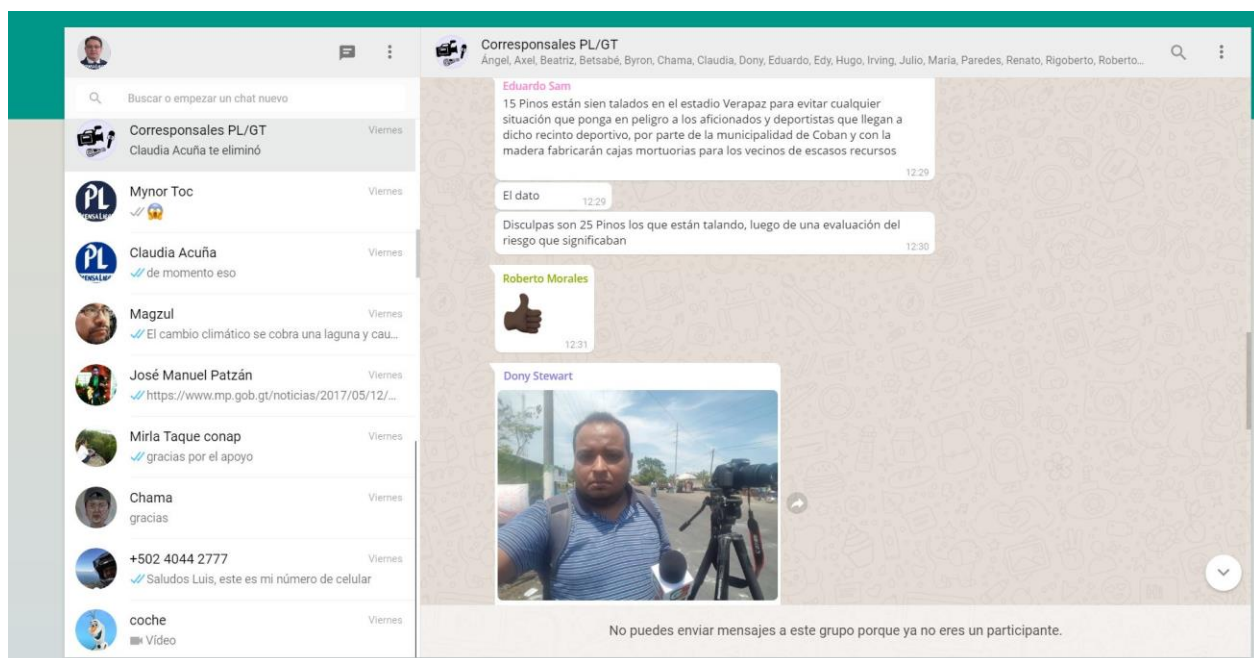 Corresponsales PL/GT
Ángel, Axel, Beatriz, Betsabé, Byron, Chama, Claudia, Dony, Eduardo, Edy, Hugo, Irving, Julio, María, Paredes, Renato, Rigoberto, Roberto...
Buscar o empezar un chat nuevo
Corresponsales PL/GT
Viernes
Claudia Acuña te eliminó
PL
Mynor Toc
Viernes
PL
Claudia Acuña
Viernes
de momento eso
Magzul
Viernes
El cambio climático se cobra una laguna y cau...
José Manuel Patzán
Viernes
https://www.mp.gob.gt/noticias/2017/05/12/...
Mirla Taque conap
Viernes
gracias por el apoyo
Chama
Viernes
gracias
+502 4044 2777
Viernes
Saludos Luis, este es mi número de celular
coche
Viernes
Vídeo
Eduardo Sam
15 Pinos están sien talados en el estadio Verapaz para evitar cualquier
situación que ponga en peligro a los aficionados y deportistas que llegan a
dicho recinto deportivo, por parte de la municipalidad de Coban y con la
madera fabricarán cajas mortuorias para los vecinos de escasos recursos
12:29
El dato
12:29
Disculpas son 25 Pinos los que están talando, luego de una evaluación del
riesgo que significaban
12:30
Roberto Morales
12:31
Dony Stewart
No puedes enviar mensajes a este grupo porque ya no eres un participante.